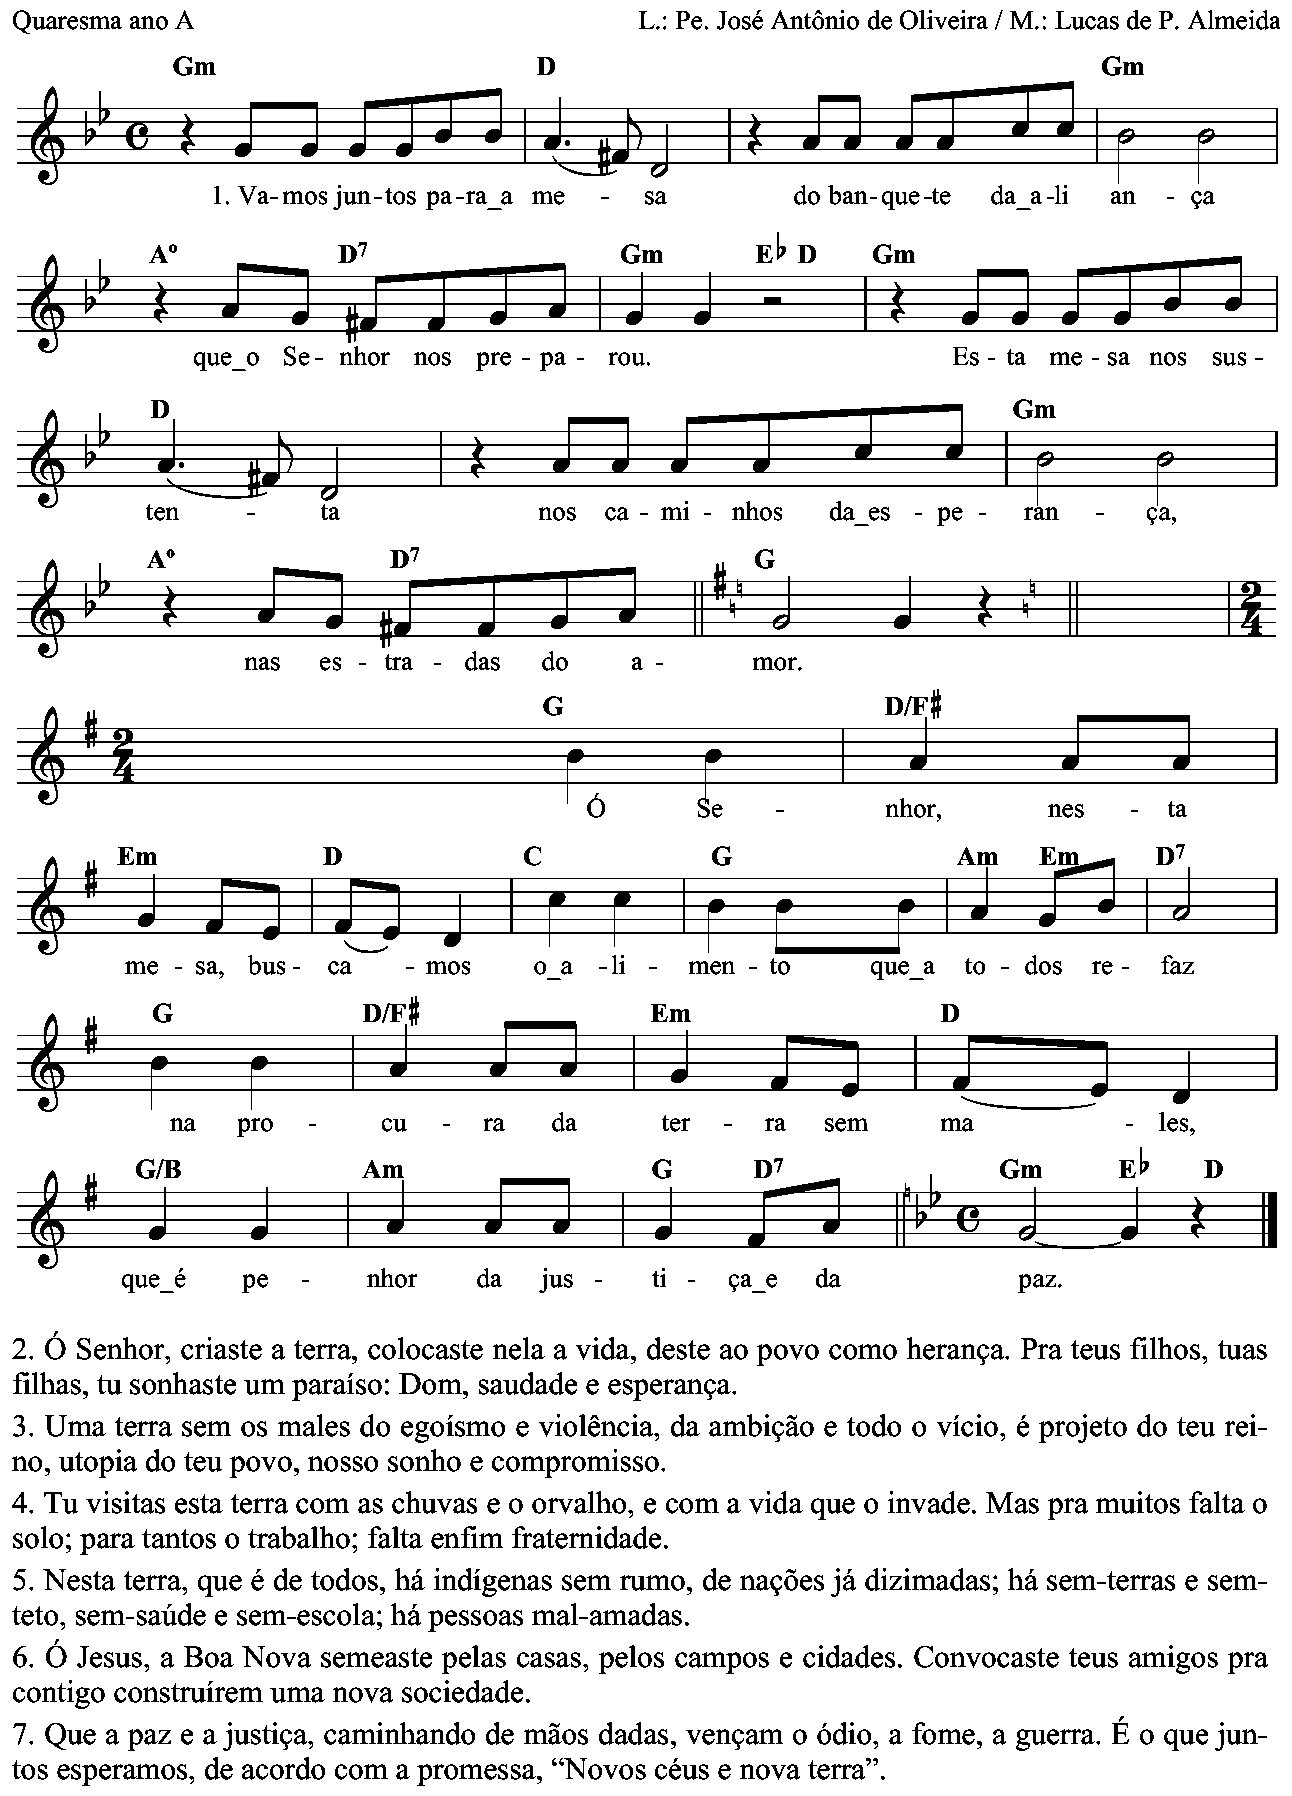 Quaresma ano A L.: Pe. José Antônio de Oliveira / M.: Lucas de P. Almeida
Gm D Gm
1. Va-mos jun-tos pa-ra_a me - sa do ban-que-te da_a-li an - ça
Aº D7 Gm E♭ D Gm
que_o Se- nhor nos pre- pa - rou. Es- ta me-sa nos sus-
D Gm
ten - ta nos ca - mi - nhos da_es - pe - ran - ça,
Aº D7 G
nas es - tra- das do a - mor.
2/4
G D/F♯
2/4
Ó Se - nhor, nes - ta
Em D C G Am Em D7
me - sa, bus- ca - mos o_a -li - men - to que_a to - dos re - faz
G D/F♯ Em D
na pro - cu - ra da ter - ra sem ma - les,
G/B Am G D7 Gm E♭ D
que_é pe - nhor da jus - ti - ça_e da paz.
2. Ó Senhor, criaste a terra, colocaste nela a vida, deste ao povo como herança. Pra teus filhos, tuas
filhas, tu sonhaste um paraíso: Dom, saudade e esperança.
3. Uma terra sem os males do egoísmo e violência, da ambição e todo o vício, é projeto do teu rei-
no, utopia do teu povo, nosso sonho e compromisso.
4. Tu visitas esta terra com as chuvas e o orvalho, e com a vida que o invade. Mas pra muitos falta o
solo; para tantos o trabalho; falta enfim fraternidade.
5. Nesta terra, que é de todos, há indígenas sem rumo, de nações já dizimadas; há sem-terras e sem-
teto, sem-saúde e sem-escola; há pessoas mal-amadas.
6. Ó Jesus, a Boa Nova semeaste pelas casas, pelos campos e cidades. Convocaste teus amigos pra
contigo construírem uma nova sociedade.
7. Que a paz e a justiça, caminhando de mãos dadas, vençam o ódio, a fome, a guerra. É o que jun-
tos esperamos, de acordo com a promessa, “Novos céus e nova terra”.